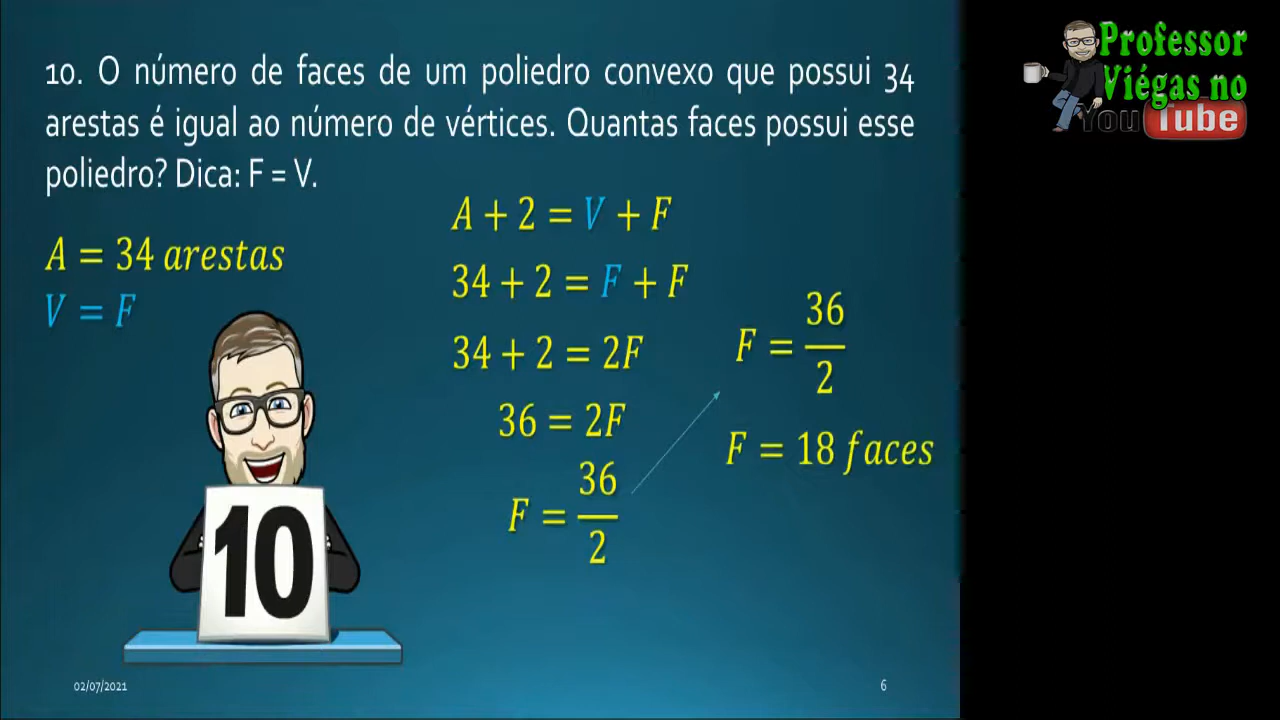 10. O número de faces de um poliedro convexo que possui 34
arestas é igual ao número de vértices. Quantas faces possui esse
poliedro? Dica: F = V.
A = 34 arestas
V = F
A + 2 = V + F
34 + 2 = F + F
34 + 2 = 2F
36 = 2F
F = 36/2
F = 36/2
F = 18 faces
10
02/07/2021
6
Professor
Viégas no
YouTube